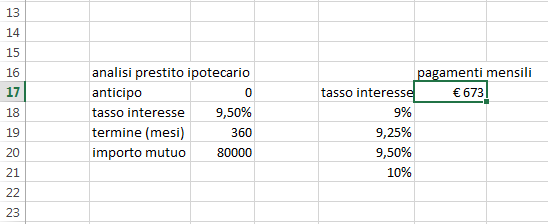 13
14
15
16 analisi prestito ipotecario pagamenti mensili
17 anticipo 0 tasso interesse € 673
18 tasso interesse 9,50% 9%
19 termine (mesi) 360 9,25%
20 importo mutuo 80000 9,50%
21 10%
22
23